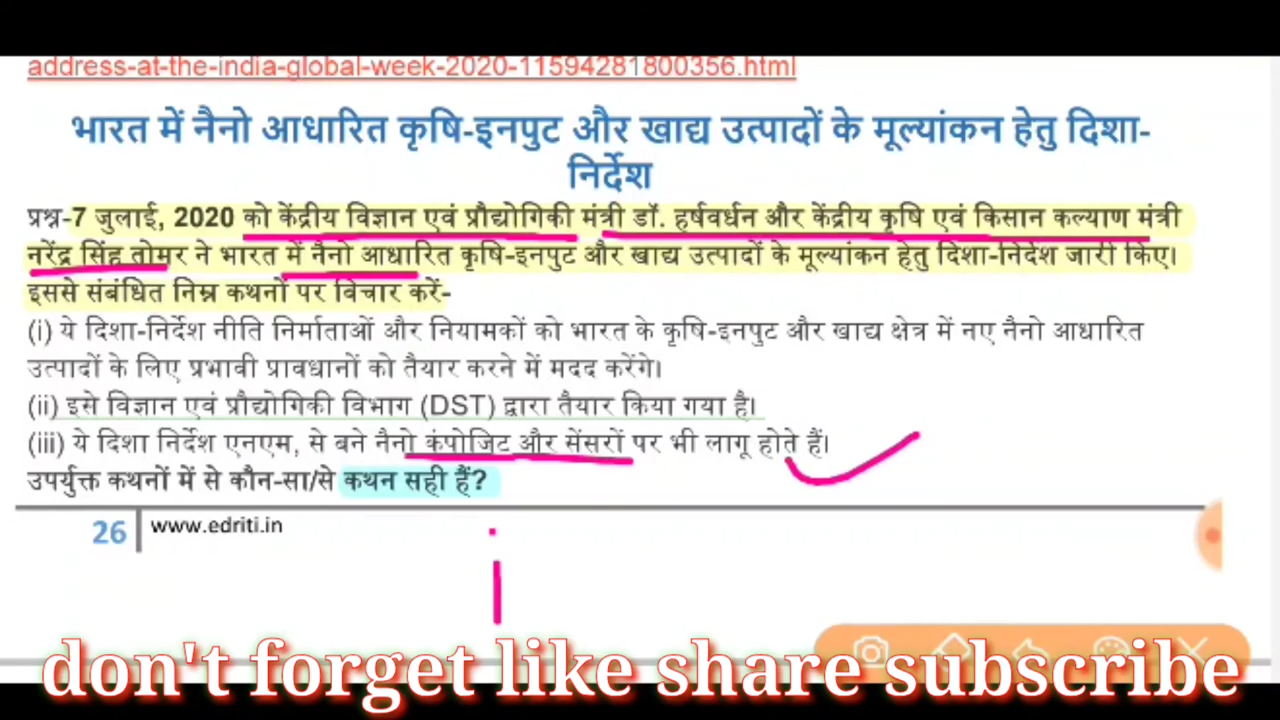 address-at-the-india-global-week-2020-11594281800356.html
भारत में नैनो आधारित कृषि-इनपुट और खाद्य उत्पादों के मूल्यांकन हेतु दिशा-
निर्देश
प्रश्न-7 जुलाई, 2020 को केंद्रीय विज्ञान एवं प्रौद्योगिकी मंत्री डॉ. हर्षवर्धन और केंद्रीय कृषि एवं किसान कल्याण मंत्री
नरेंद्र सिंह तोमर ने भारत में नैनो आधारित कृषि-इनपुट और खाद्य उत्पादों के मूल्यांकन हेतु दिशा-निर्देश जारी किए।
इससे संबंधित निम्न कथनों पर विचार करें-
(i) ये दिशा-निर्देश नीति निर्माताओं और नियामकों को भारत के कृषि-इनपुट और खाद्य क्षेत्र में नए नैनो आधारित
उत्पादों के लिए प्रभावी प्रावधानों को तैयार करने में मदद करेंगे।
(ii) इसे विज्ञान एवं प्रौद्योगिकी विभाग (DST) द्वारा तैयार किया गया है।
(iii) ये दिशा निर्देश एनएम, से बने नैनो कंपोजिट और सेंसरों पर भी लागू होते हैं।
उपर्युक्त कथनों में से कौन-सा/से कथन सही हैं?
26 www.edriti.in
don't forget like share subscribe